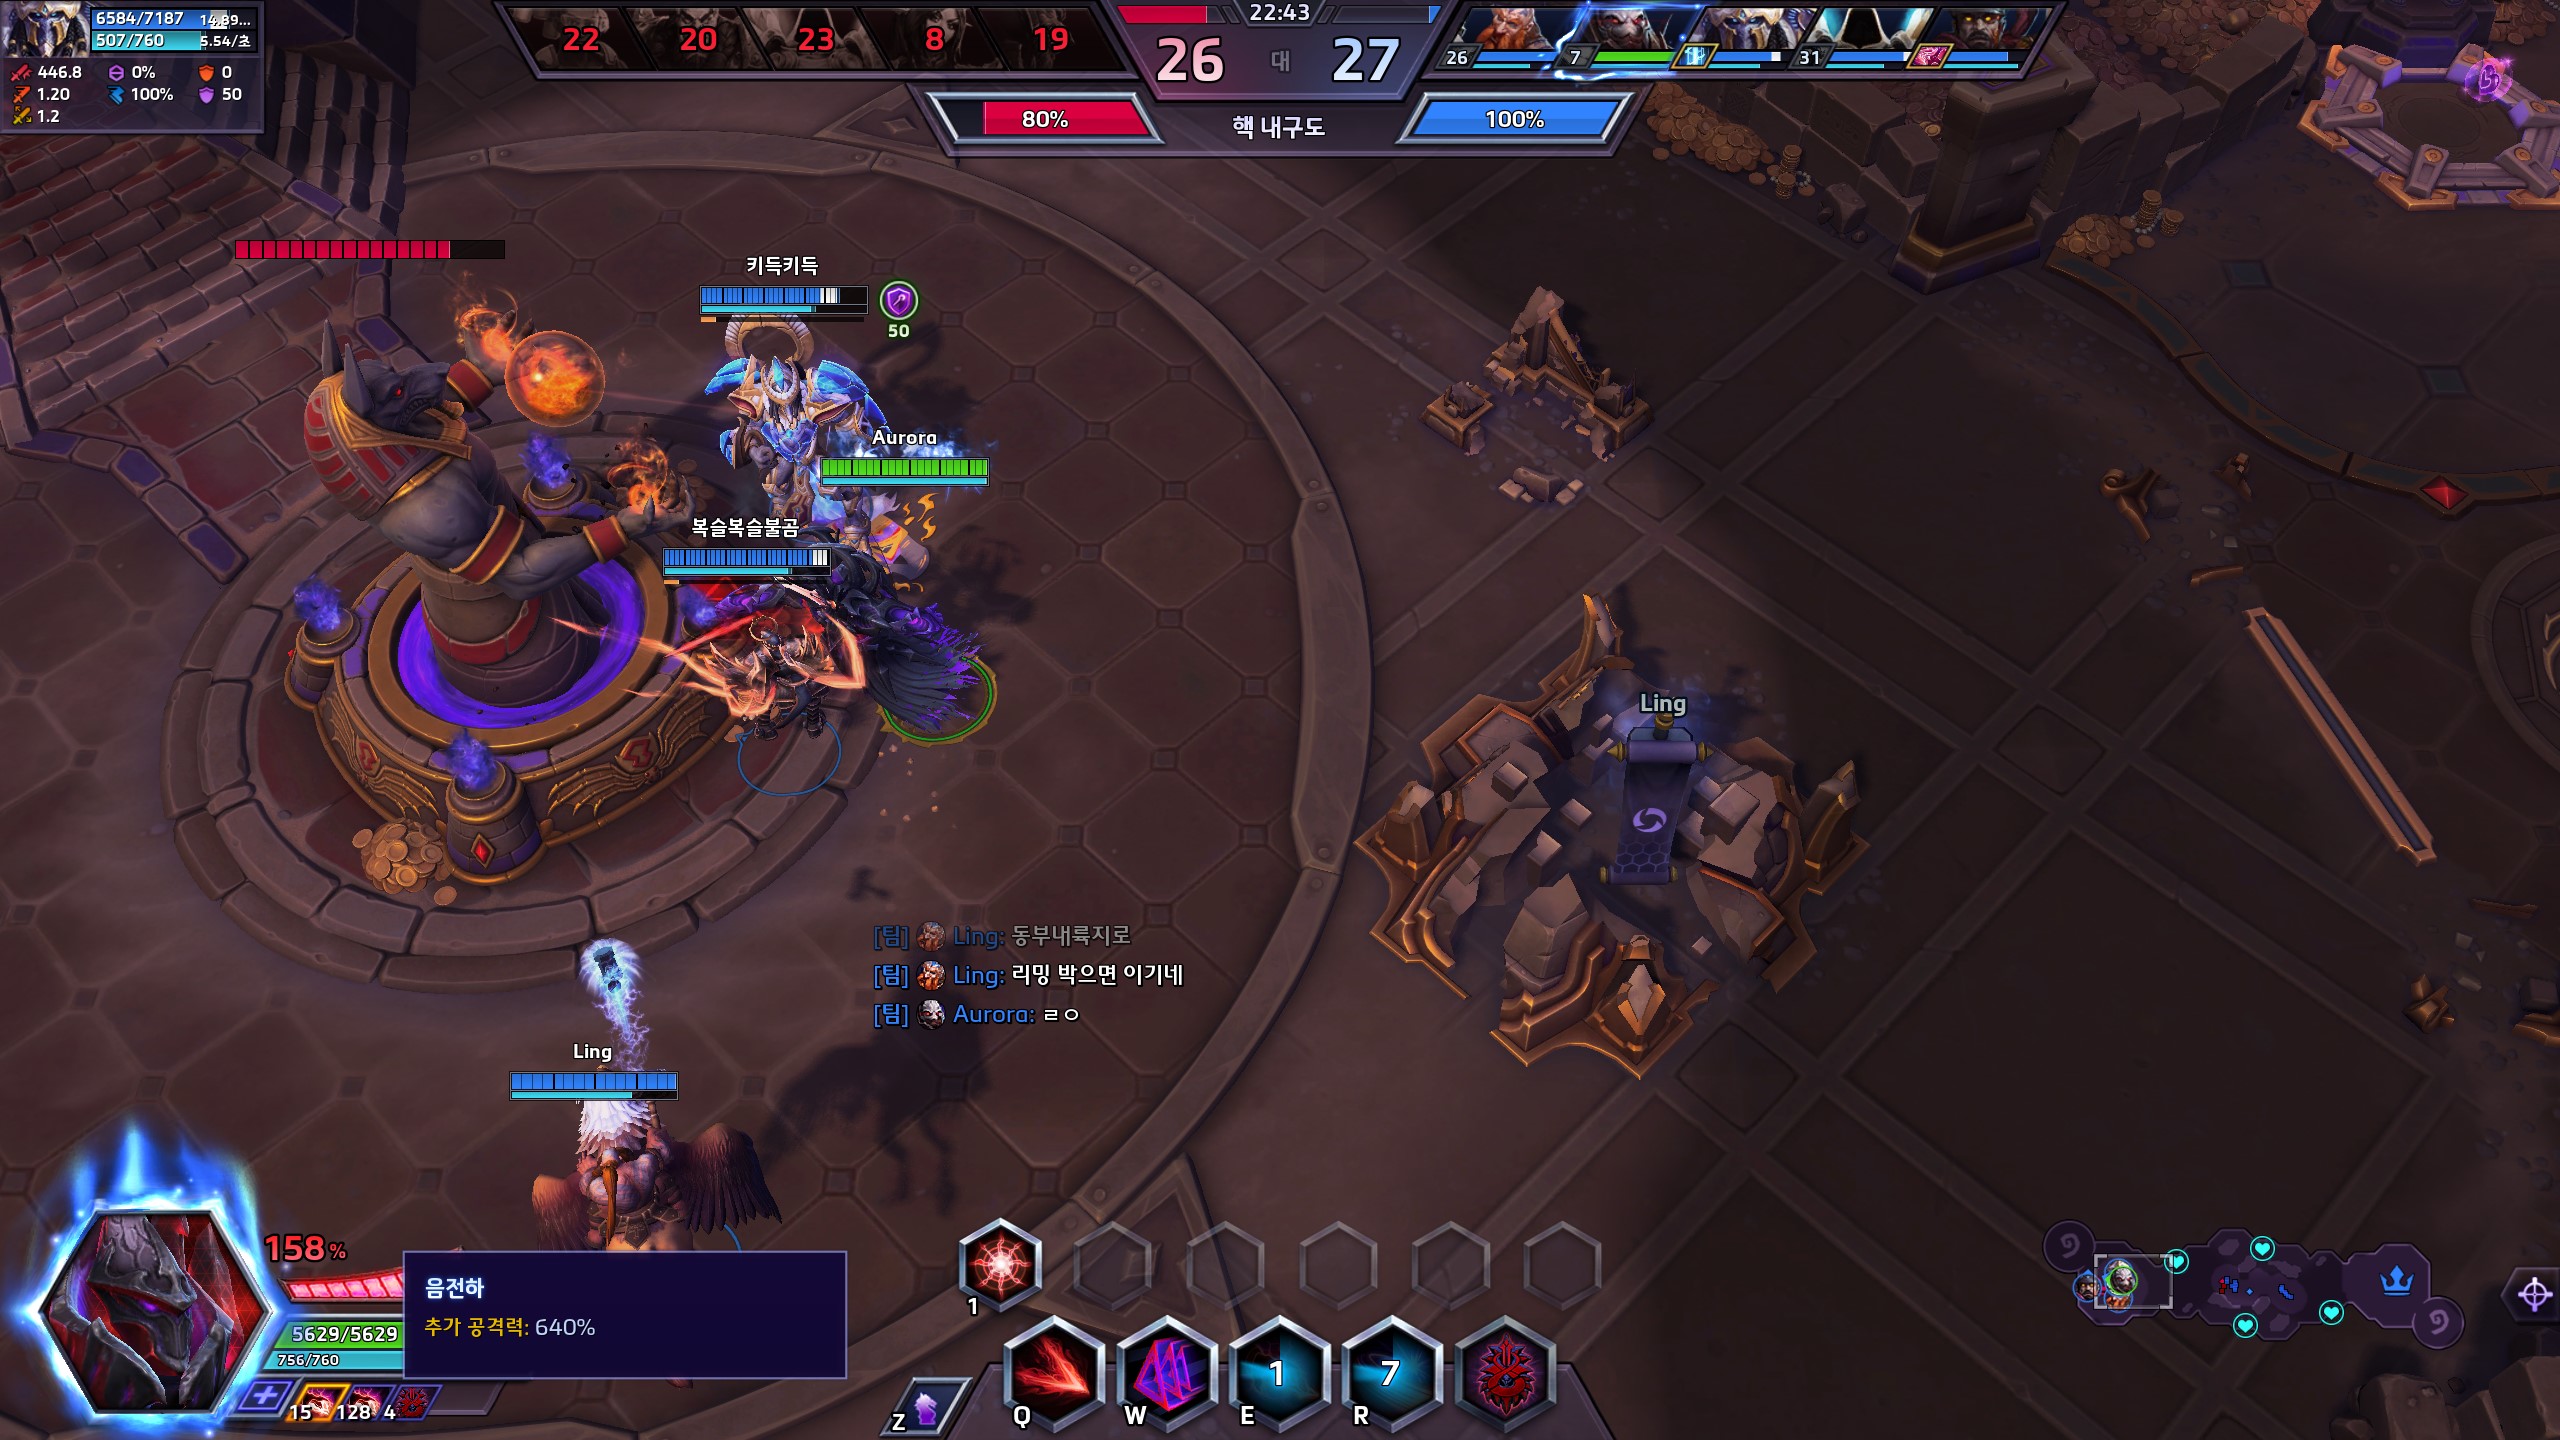 6584/7187 14.89...
507/760 5.54/초
446.8 0% 0
1.20 100% 50
1.2
22 20 23 8 19
26 대 27
22:43
26 7 31
80% 핵 내구도 100%
키득키득
50
Aurora
복슬복슬불곰
Ling
[팀] Ling: 동부내륙지로
[팀] Ling: 리밍 박으면 이기네
[팀] Aurora: ㄹㅇ
Ling
158%
음전하
추가 공격력: 640%
5629/5629
756/760
15 128 4
1
Z Q W E R
1 7